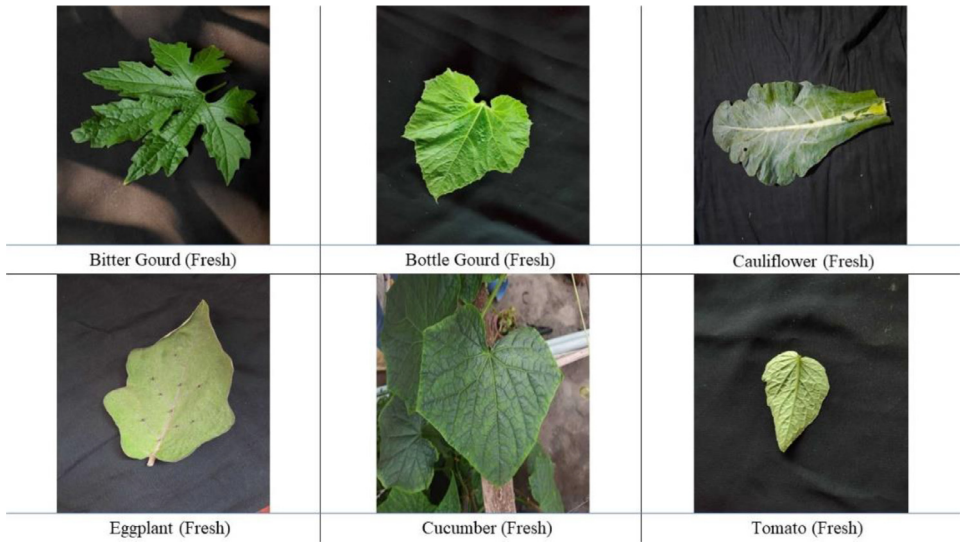 Bitter Gourd (Fresh)
Bottle Gourd (Fresh)
Cauliflower (Fresh)
Eggplant (Fresh)
Cucumber (Fresh)
Tomato (Fresh)